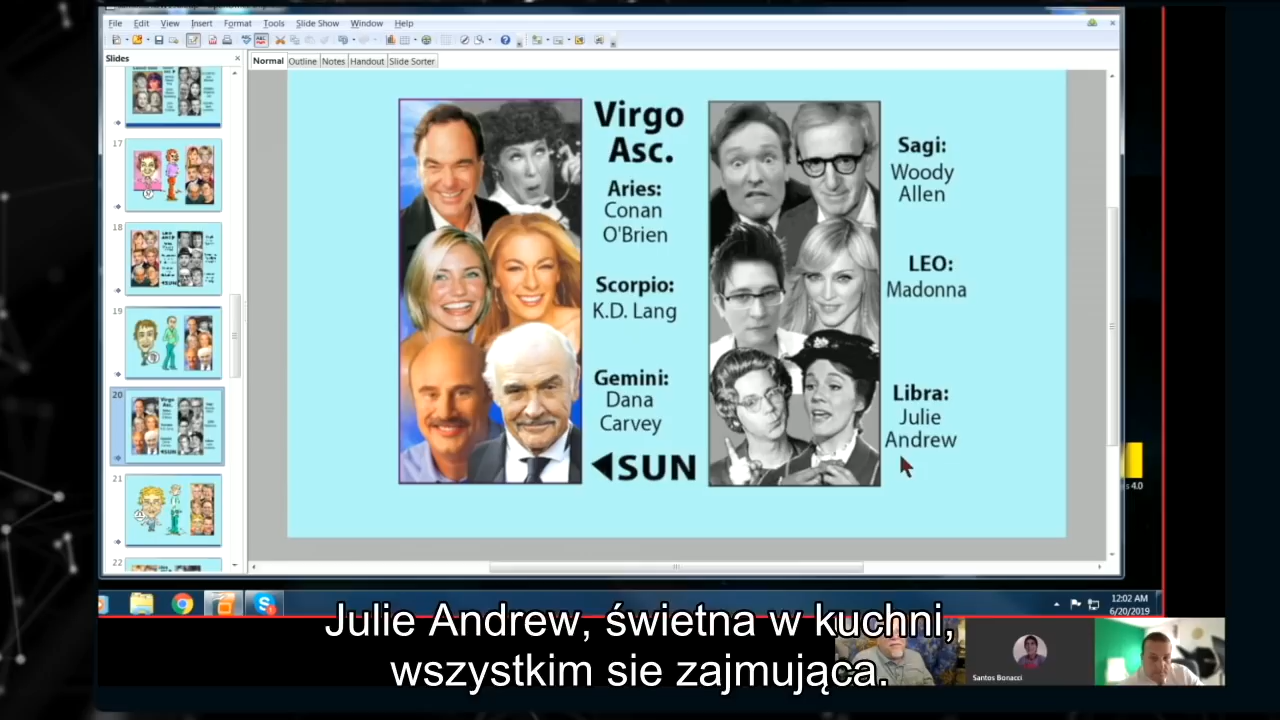 File Edit View Insert Format Tools Slide Show Window Help
Slides
Normal Outline Notes Handout Slide Sorter
17
18
19
20
21
22
Virgo
Asc.
Aries:
Conan
O'Brien
Scorpio:
K.D. Lang
Gemini:
Dana
Carvey
SUN
Sagi:
Woody
Allen
LEO:
Madonna
Libra:
Julie
Andrew
4.0
12:02 AM
6/20/2019
Santos Bonacci
Julie Andrew, świetna w kuchni,
wszystkim sie zajmująca.